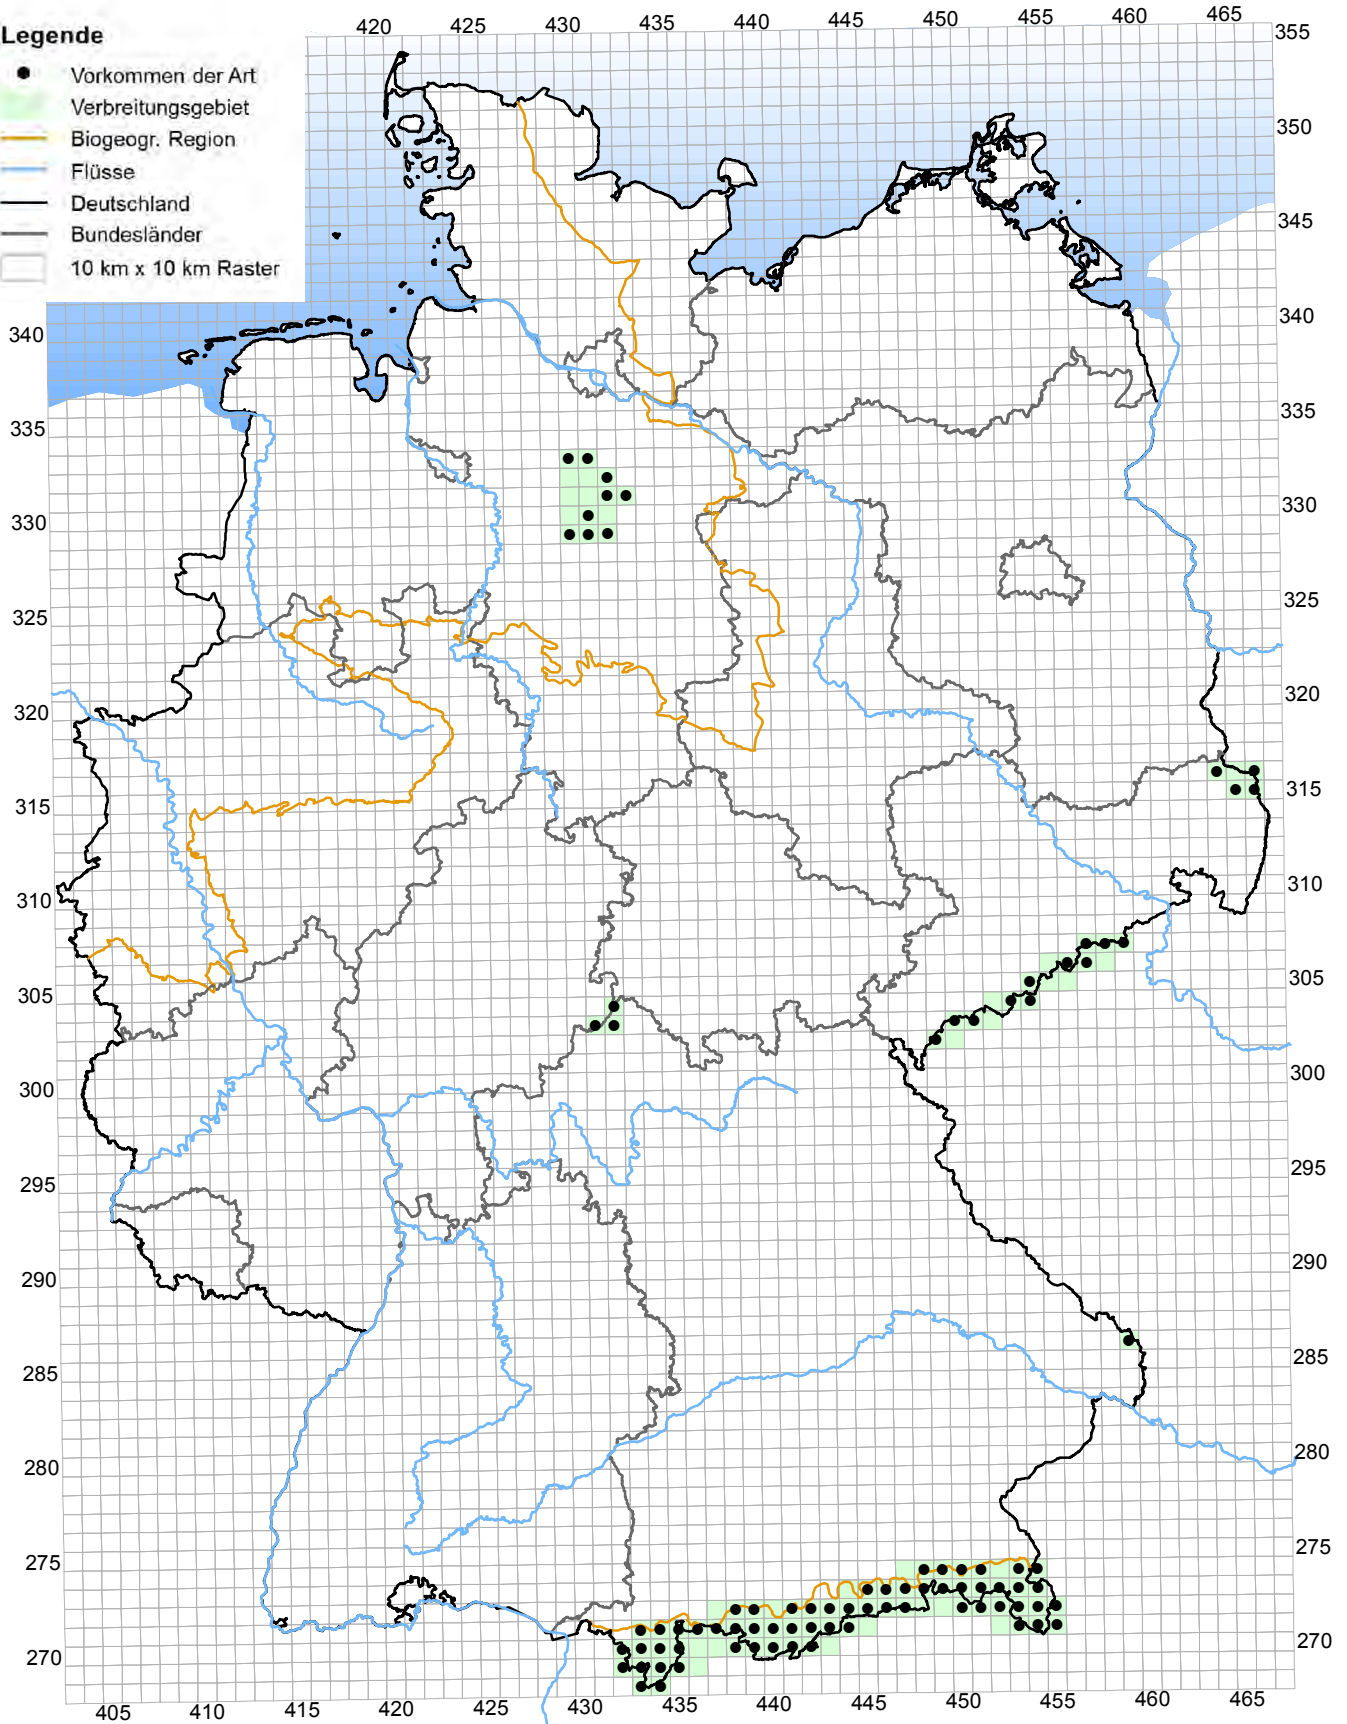 Legende
Vorkommen der Art
Verbreitungsgebiet
Biogeogr. Region
Flüsse
Deutschland
Bundesländer
10 km x 10 km Raster
420 425 430 435 440 445 450 455 460 465
355
350
345
340 340
335 335
330 330
325 325
320 320
315 315
310 310
305 305
300 300
295 295
290 290
285 285
280 280
275 275
270 270
405 410 415 420 425 430 435 440 445 450 455 460 465